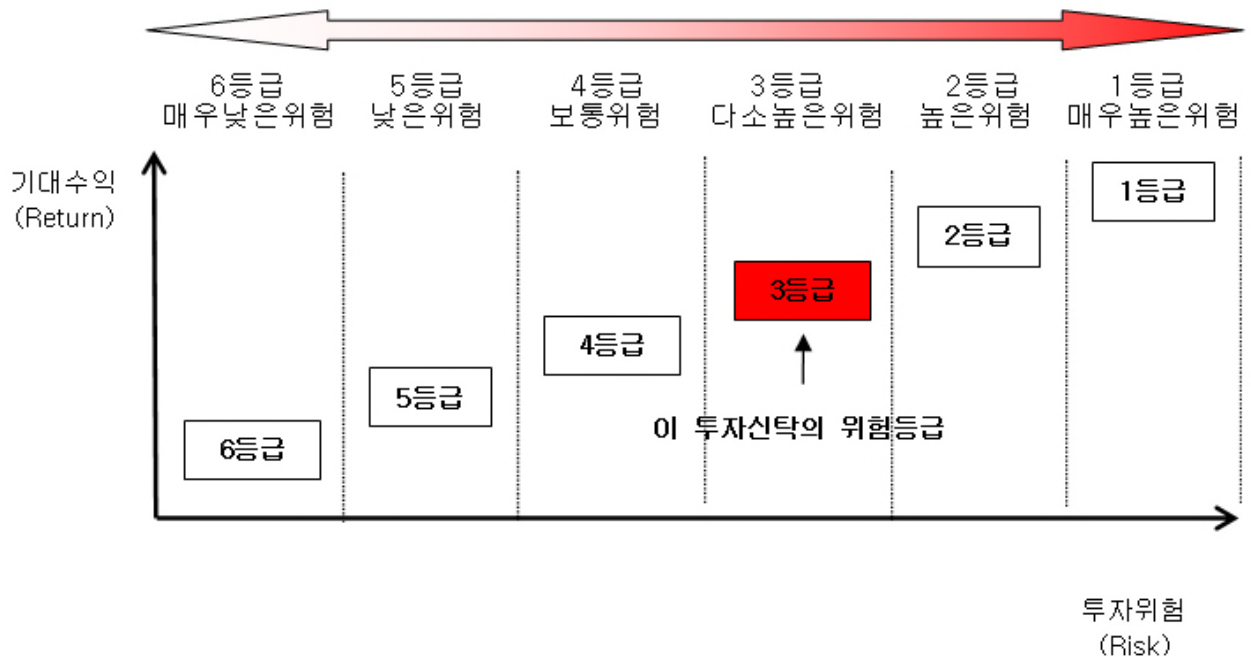 6등급 5등급 4등급 3등급 2등급 1등급
매우낮은위험 낮은위험 보통위험 다소높은위험 높은위험 매우높은위험
기대수익
(Return)
1등급
2등급
3등급
4등급
5등급
이 투자신탁의 위험등급
6등급
투자위험
(Risk)